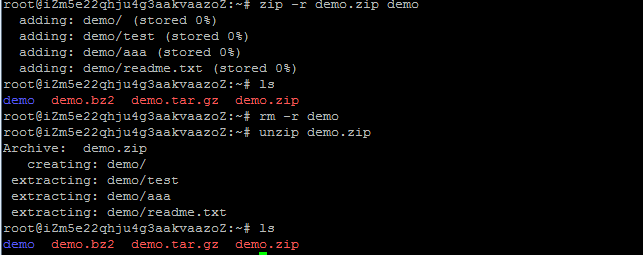 root@iZm5e22qhju4g3aakvaazoZ:~# zip -r demo.zip demo
  adding: demo/ (stored 0%)
  adding: demo/test (stored 0%)
  adding: demo/aaa (stored 0%)
  adding: demo/readme.txt (stored 0%)
root@iZm5e22qhju4g3aakvaazoZ:~# ls
demo  demo.bz2  demo.tar.gz  demo.zip
root@iZm5e22qhju4g3aakvaazoZ:~# rm -r demo
root@iZm5e22qhju4g3aakvaazoZ:~# unzip demo.zip
Archive:  demo.zip
   creating: demo/
 extracting: demo/test
 extracting: demo/aaa
 extracting: demo/readme.txt
root@iZm5e22qhju4g3aakvaazoZ:~# ls
demo  demo.bz2  demo.tar.gz  demo.zip